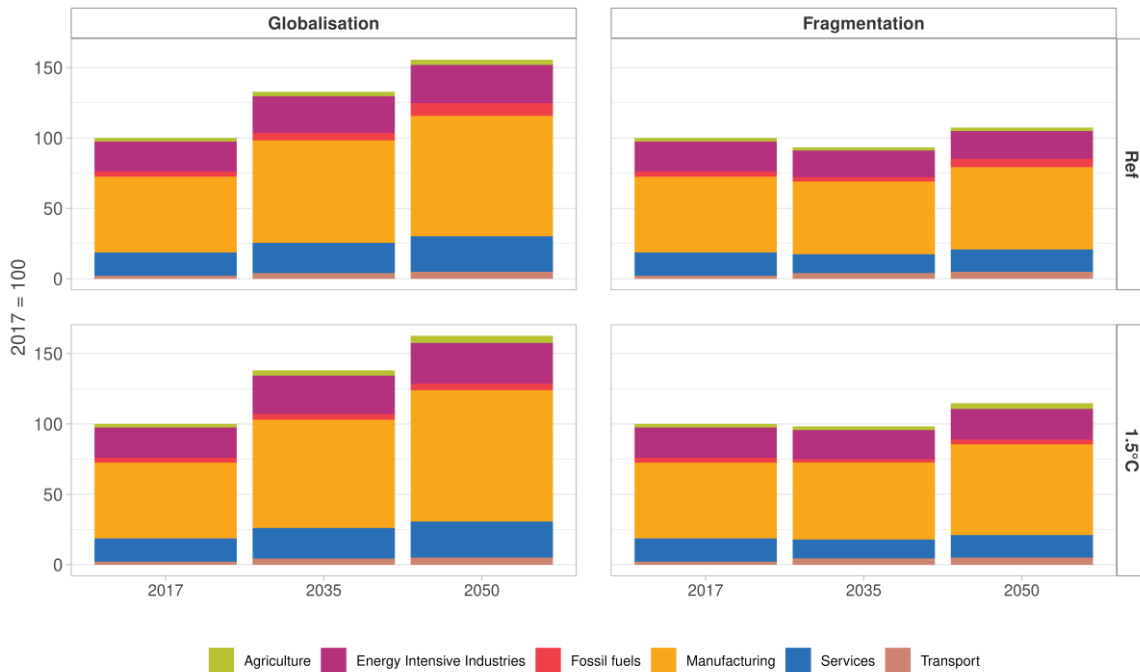 Globalisation
Fragmentation
150
100
50
0
Ref
2017 = 100
150
100
50
0
1.5°C
2017
2035
2050
2017
2035
2050
Agriculture
Energy Intensive Industries
Fossil fuels
Manufacturing
Services
Transport